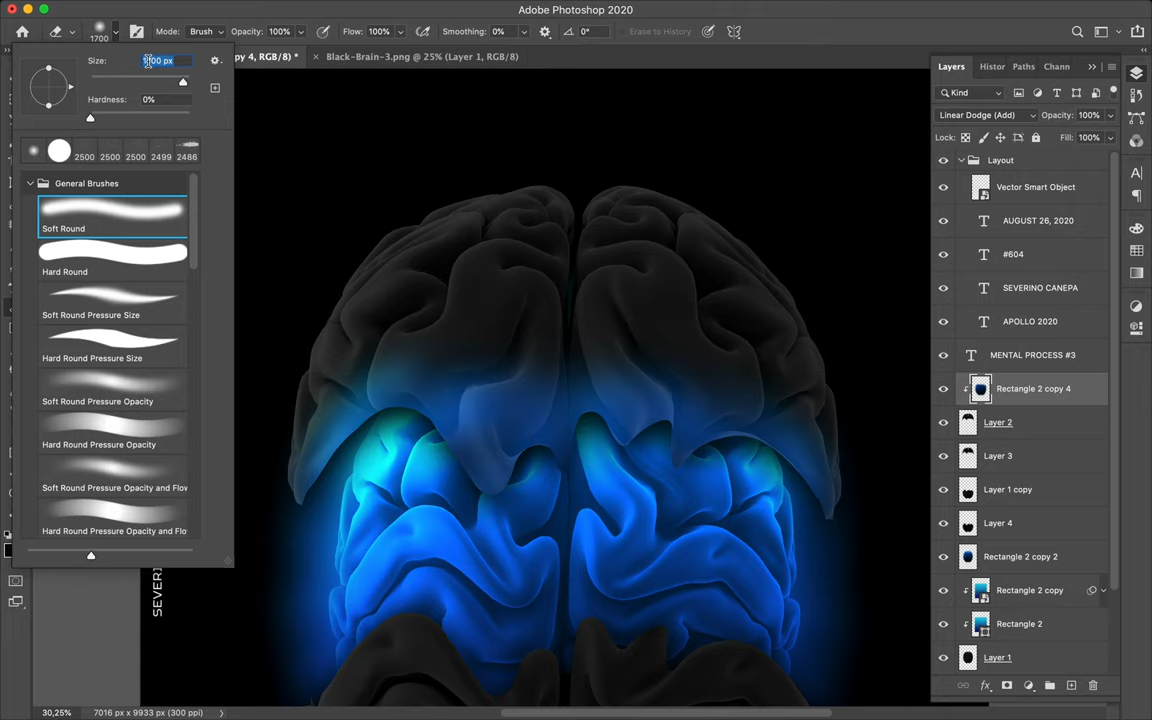 Adobe Photoshop 2020
1700
Mode: Brush
Opacity: 100%
Flow: 100%
Smoothing: 0%
0°
Erase to History
py 4, RGB/8) *
Black-Brain-3.png @ 25% (Layer 1, RGB/8)
Size:
00 px
Hardness: 0%
2500 2500 2500 2499 2486
General Brushes
Soft Round
Hard Round
Soft Round Pressure Size
Hard Round Pressure Size
Soft Round Pressure Opacity
Hard Round Pressure Opacity
Soft Round Pressure Opacity and Flow
Hard Round Pressure Opacity and Flo
SEVERI
Layers Histor Paths Chann
Kind
Linear Dodge (Add) Opacity: 100%
Lock: Fill: 100%
Layout
Vector Smart Object
AUGUST 26, 2020
#604
SEVERINO CANEPA
APOLLO 2020
MENTAL PROCESS #3
Rectangle 2 copy 4
Layer 2
Layer 3
Layer 1 copy
Layer 4
Rectangle 2 copy 2
Rectangle 2 copy
Rectangle 2
Layer 1
30,25% 7016 px x 9933 px (300 ppi)